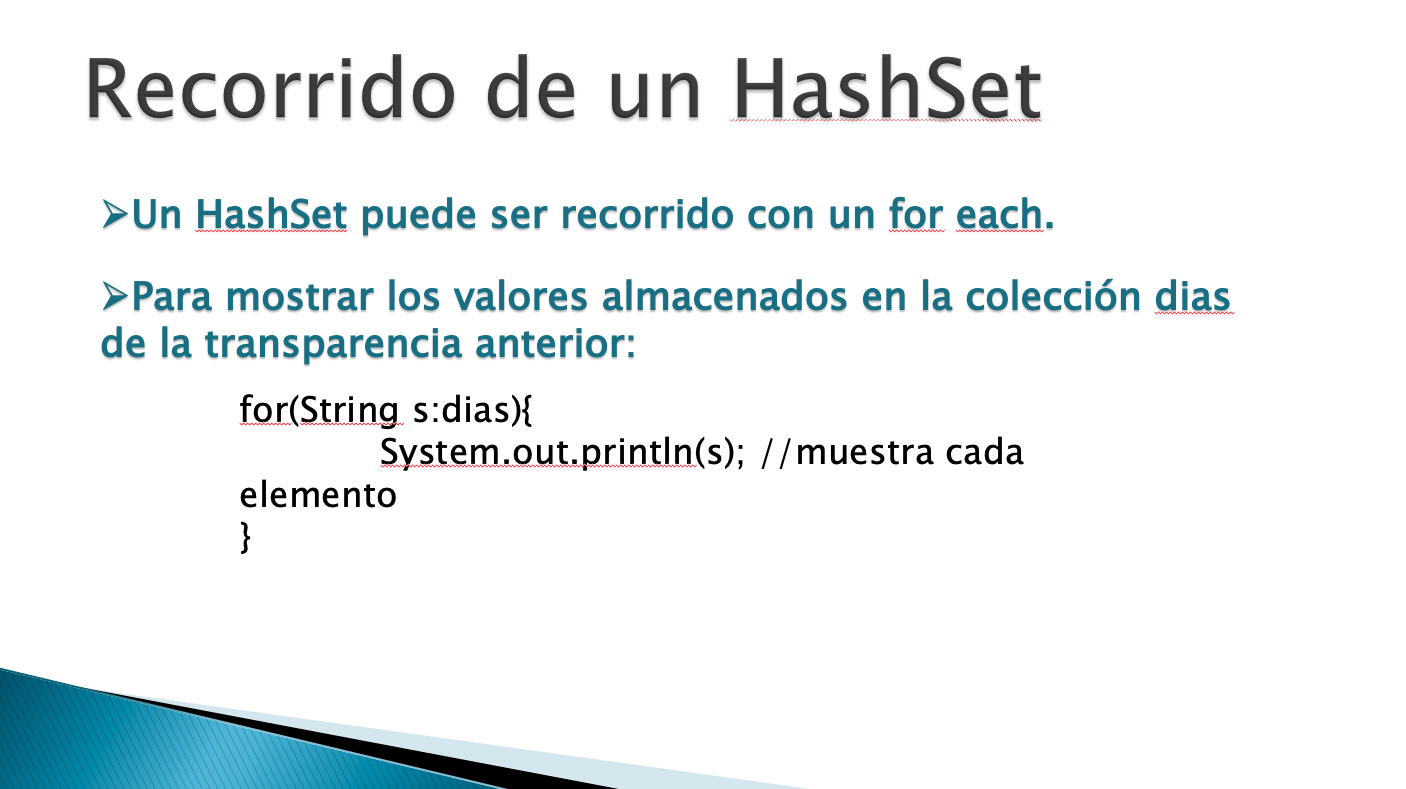 Recorrido de un HashSet
➢Un HashSet puede ser recorrido con un for each.
➢Para mostrar los valores almacenados en la colección dias
de la transparencia anterior:
for(String s:dias){
System.out.println(s); //muestra cada
elemento
}